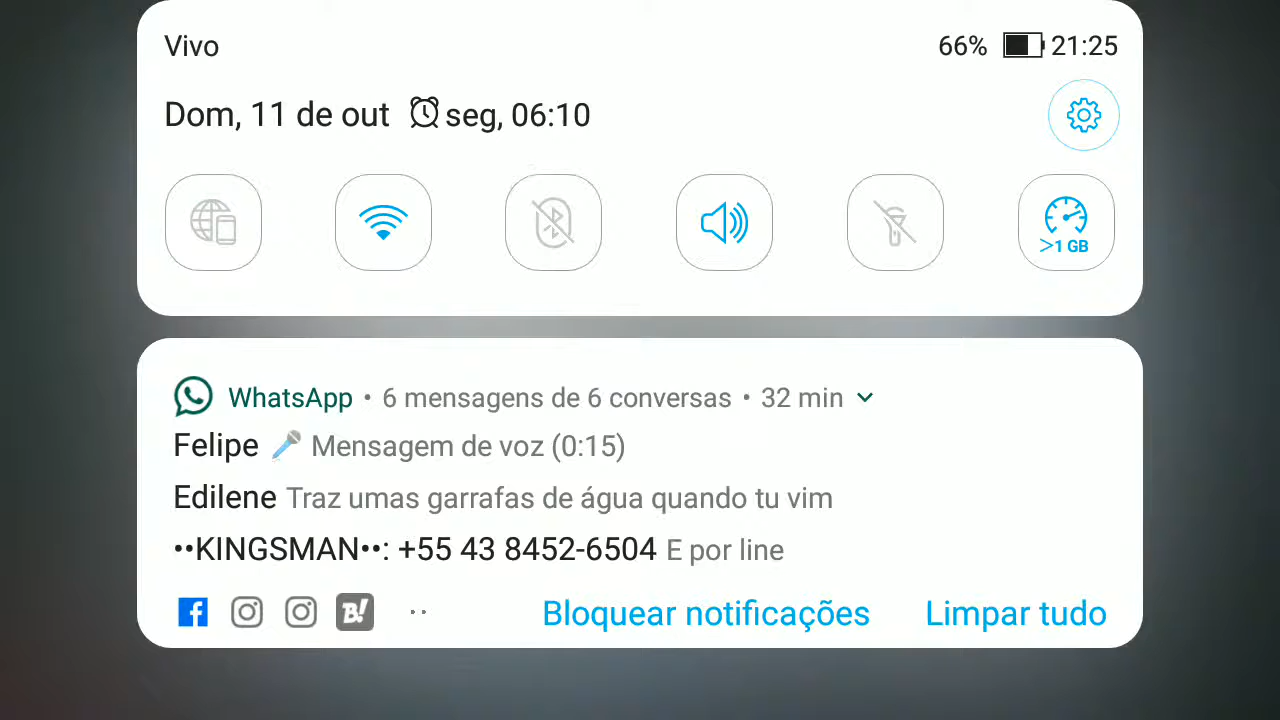 Vivo
66% 21:25
Dom, 11 de out seg, 06:10
>1 GB
WhatsApp • 6 mensagens de 6 conversas • 32 min
Felipe 🎤 Mensagem de voz (0:15)
Edilene Traz umas garrafas de água quando tu vim
••KINGSMAN••: +55 43 8452-6504 E por line
B! Bloquear notificações Limpar tudo